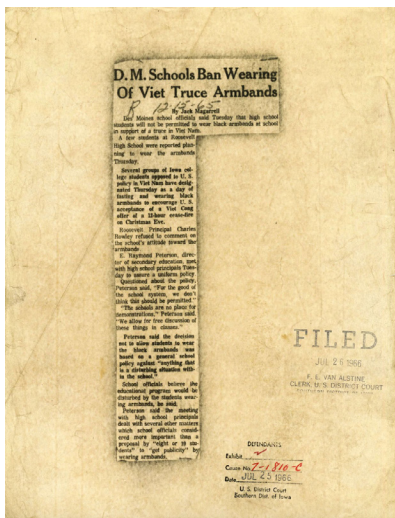 D. M. Schools Ban Wearing
Of Viet Truce Armbands
R 12-15-65
By Jack Magarrell
Des Moines school officials said Tuesday that high school
students will not be permitted to wear black armbands at school
in support of a truce in Viet Nam.
A few students at Roosevelt
High School were reported plan-
ning to wear the armbands
Thursday.
Several groups of Iowa col-
lege students opposed to U. S.
policy in Viet Nam have desig-
nated Thursday as a day of
fasting and wearing black
armbands to encourage U. S.
acceptance of a Viet Cong
offer of a 12-hour cease-fire
on Christmas Eve.
Roosevelt Principal Charles
Rowley refused to comment on
the school's attitude toward the
armbands.
E. Raymond Peterson, direc-
tor of secondary education, met
with high school principals Tues-
day to assure a uniform policy.
Questioned about the policy,
Peterson said, "For the good of
the school system, we don't
think this should be permitted."
"The schools are no place for
demonstrations," Peterson said.
"We allow for free discussion of
these things in classes."
Peterson said the decision
not to allow students to wear
the black armbands was
based on a general school
policy against "anything that
is a disturbing situation with-
in the school."
School officials believe the
educational program would be
disturbed by the students wear-
ing armbands, he said.
Peterson said the meeting
with high school principals
dealt with several other matters
which school officials consid-
ered more important than a
proposal by "eight or 10 stu-
dents" to "get publicity" by
wearing armbands.
FILED
JUL 26 1966
F. E. VAN ALSTINE
CLERK, U. S. DISTRICT COURT
SOUTHERN DISTRICT OF IOWA
DEFENDANTS
Exhibit
Cause No. 7-1810-C
Date JUL 25 1966
U. S. District Court
Southern Dist. of Iowa